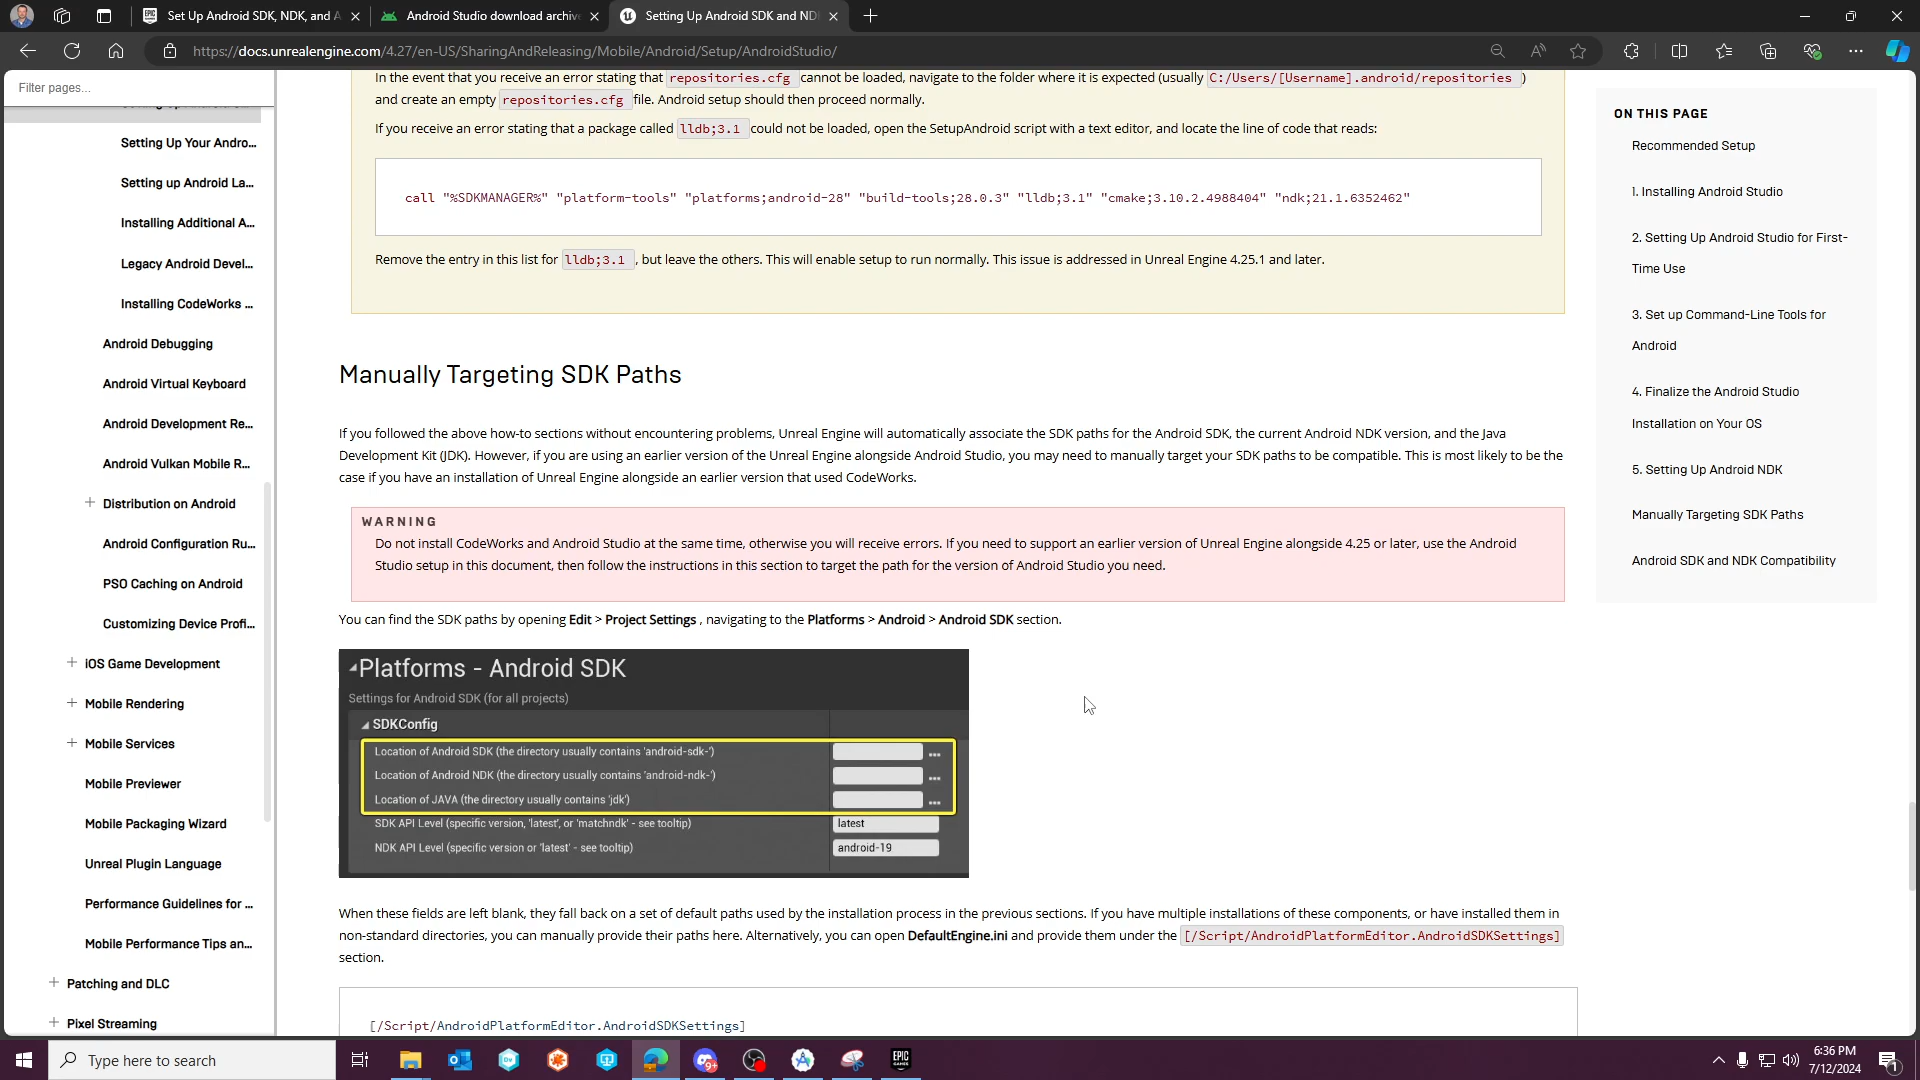 Set Up Android SDK, NDK, and A
Android Studio download archive
Setting Up Android SDK and ND
https://docs.unrealengine.com/4.27/en-US/SharingAndReleasing/Mobile/Android/Setup/AndroidStudio/
Filter pages...
Setting Up Your Andro...
Setting up Android La...
Installing Additional A...
Legacy Android Devel...
Installing CodeWorks ...
Android Debugging
Android Virtual Keyboard
Android Development Re...
Android Vulkan Mobile R...
Distribution on Android
Android Configuration Ru...
PSO Caching on Android
Customizing Device Profi...
iOS Game Development
Mobile Rendering
Mobile Services
Mobile Previewer
Mobile Packaging Wizard
Unreal Plugin Language
Performance Guidelines for ...
Mobile Performance Tips an...
Patching and DLC
Pixel Streaming
In the event that you receive an error stating that repositories.cfg cannot be loaded, navigate to the folder where it is expected (usually C:/Users/[Username].android/repositories )
and create an empty repositories.cfg file. Android setup should then proceed normally.
If you receive an error stating that a package called lldb;3.1 could not be loaded, open the SetupAndroid script with a text editor, and locate the line of code that reads:
call "%SDKMANAGER%" "platform-tools" "platforms;android-28" "build-tools;28.0.3" "lldb;3.1" "cmake;3.10.2.4988404" "ndk;21.1.6352462"
Remove the entry in this list for lldb;3.1 , but leave the others. This will enable setup to run normally. This issue is addressed in Unreal Engine 4.25.1 and later.
Manually Targeting SDK Paths
If you followed the above how-to sections without encountering problems, Unreal Engine will automatically associate the SDK paths for the Android SDK, the current Android NDK version, and the Java
Development Kit (JDK). However, if you are using an earlier version of the Unreal Engine alongside Android Studio, you may need to manually target your SDK paths to be compatible. This is most likely to be the
case if you have an installation of Unreal Engine alongside an earlier version that used CodeWorks.
WARNING
Do not install CodeWorks and Android Studio at the same time, otherwise you will receive errors. If you need to support an earlier version of Unreal Engine alongside 4.25 or later, use the Android
Studio setup in this document, then follow the instructions in this section to target the path for the version of Android Studio you need.
You can find the SDK paths by opening Edit > Project Settings , navigating to the Platforms > Android > Android SDK section.
Platforms - Android SDK
Settings for Android SDK (for all projects)
SDKConfig
Location of Android SDK (the directory usually contains 'android-sdk-')
Location of Android NDK (the directory usually contains 'android-ndk-')
Location of JAVA (the directory usually contains 'jdk')
SDK API Level (specific version, 'latest', or 'matchndk' - see tooltip) latest
NDK API Level (specific version or 'latest' - see tooltip) android-19
When these fields are left blank, they fall back on a set of default paths used by the installation process in the previous sections. If you have multiple installations of these components, or have installed them in
non-standard directories, you can manually provide their paths here. Alternatively, you can open DefaultEngine.ini and provide them under the [/Script/AndroidPlatformEditor.AndroidSDKSettings]
section.
[/Script/AndroidPlatformEditor.AndroidSDKSettings]
ON THIS PAGE
Recommended Setup
1. Installing Android Studio
2. Setting Up Android Studio for First-
Time Use
3. Set up Command-Line Tools for
Android
4. Finalize the Android Studio
Installation on Your OS
5. Setting Up Android NDK
Manually Targeting SDK Paths
Android SDK and NDK Compatibility
Type here to search
9+
EPIC
GAMES
6:36 PM
7/12/2024
1